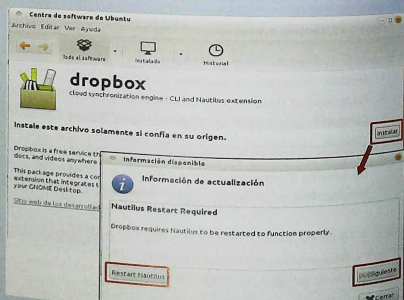 Centro de software de Ubuntu
Archivo Editar Ver Ayuda
Todo el software
Instalado
Historial
dropbox
cloud synchronization engine - CLI and Nautilus extension
Instale este archivo solamente si confía en su origen.
Instalar
Dropbox is a free service th
docs, and videos anywhere
This package provides a co
extension that integrates t
your GNOME Desktop.
Sitio web de los desarrollad
Información disponible
Información de actualización
Nautilus Restart Required
Dropbox requires Nautilus to be restarted to function properly.
Restart Nautilus
Siguiente
Cerrar